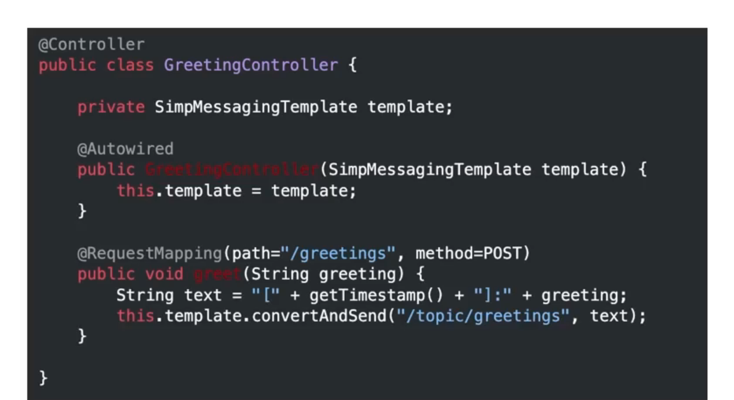 @Controller
public class GreetingController {
private SimpMessagingTemplate template;
@Autowired
public GreetingController(SimpMessagingTemplate template) {
this.template = template;
}
@RequestMapping(path="/greetings", method=POST)
public void greet(String greeting) {
String text = "[" + getTimestamp() + "]:" + greeting;
this.template.convertAndSend("/topic/greetings", text);
}
}